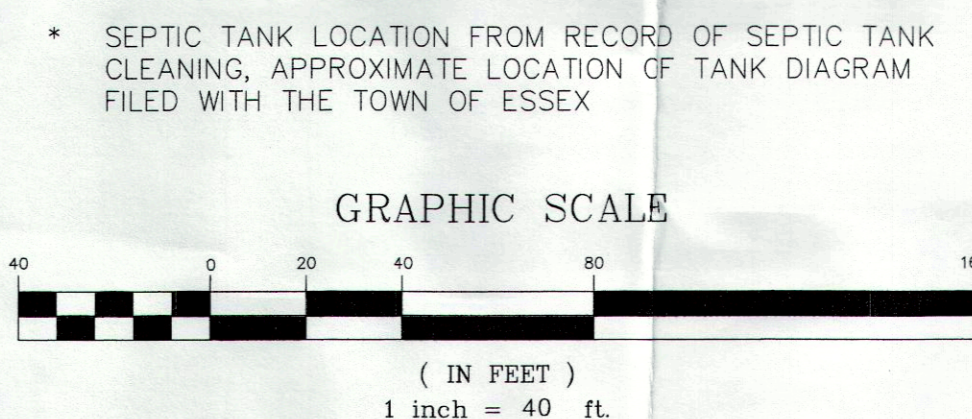 * SEPTIC TANK LOCATION FROM RECORD OF SEPTIC TANK
CLEANING, APPROXIMATE LOCATION OF TANK DIAGRAM
FILED WITH THE TOWN OF ESSEX
GRAPHIC SCALE
40 0 20 40 80
( IN FEET )
1 inch = 40 ft.